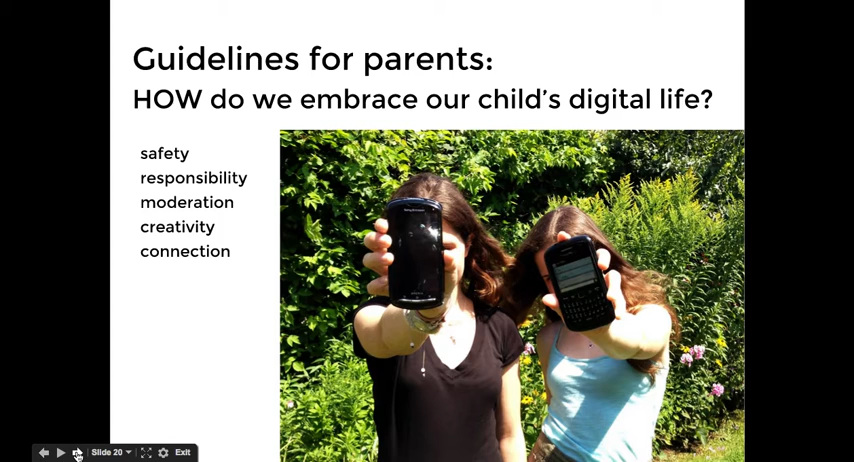 Guidelines for parents:
HOW do we embrace our child's digital life?
safety
responsibility
moderation
creativity
connection
Slide 20
Exit